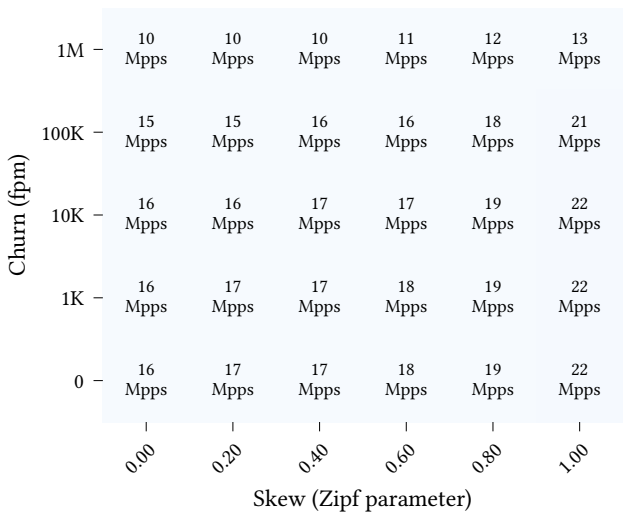 10 10 10 11 12 13
1M
Mpps Mpps Mpps Mpps Mpps Mpps
15 15 16 16 18 21
100K
Mpps Mpps Mpps Mpps Mpps Mpps
16 16 17 17 19 22
10K
Mpps Mpps Mpps Mpps Mpps Mpps
16 17 17 18 19 22
1K
Mpps Mpps Mpps Mpps Mpps Mpps
16 17 17 18 19 22
0
Mpps Mpps Mpps Mpps Mpps Mpps
Churn (fpm)
0.00 0.20 0.40 0.60 0.80 1.00
Skew (Zipf parameter)